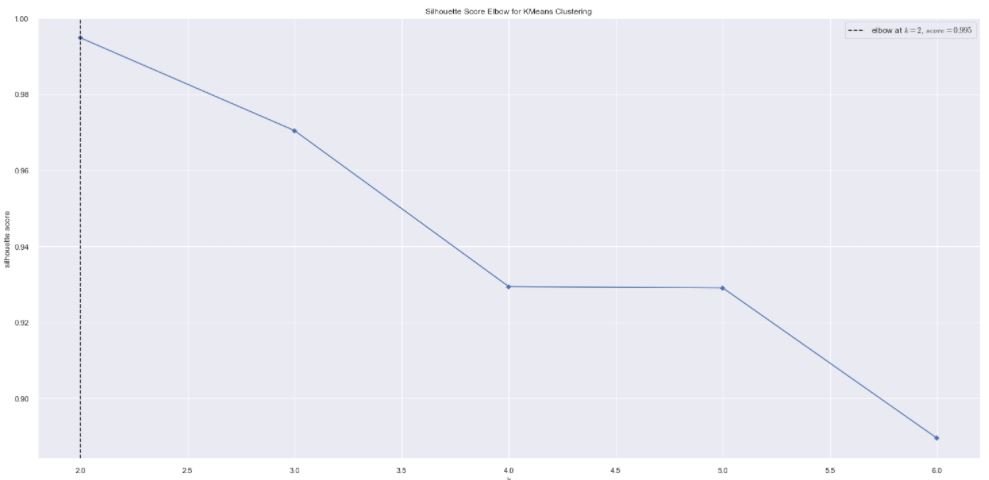 Silhouette Score Elbow for KMeans Clustering
elbow at k = 2, score = 0.995
1.00
0.98
0.96
0.94
0.92
0.90
silhouette score
2.0 2.5 3.0 3.5 4.0 4.5 5.0 5.5 6.0